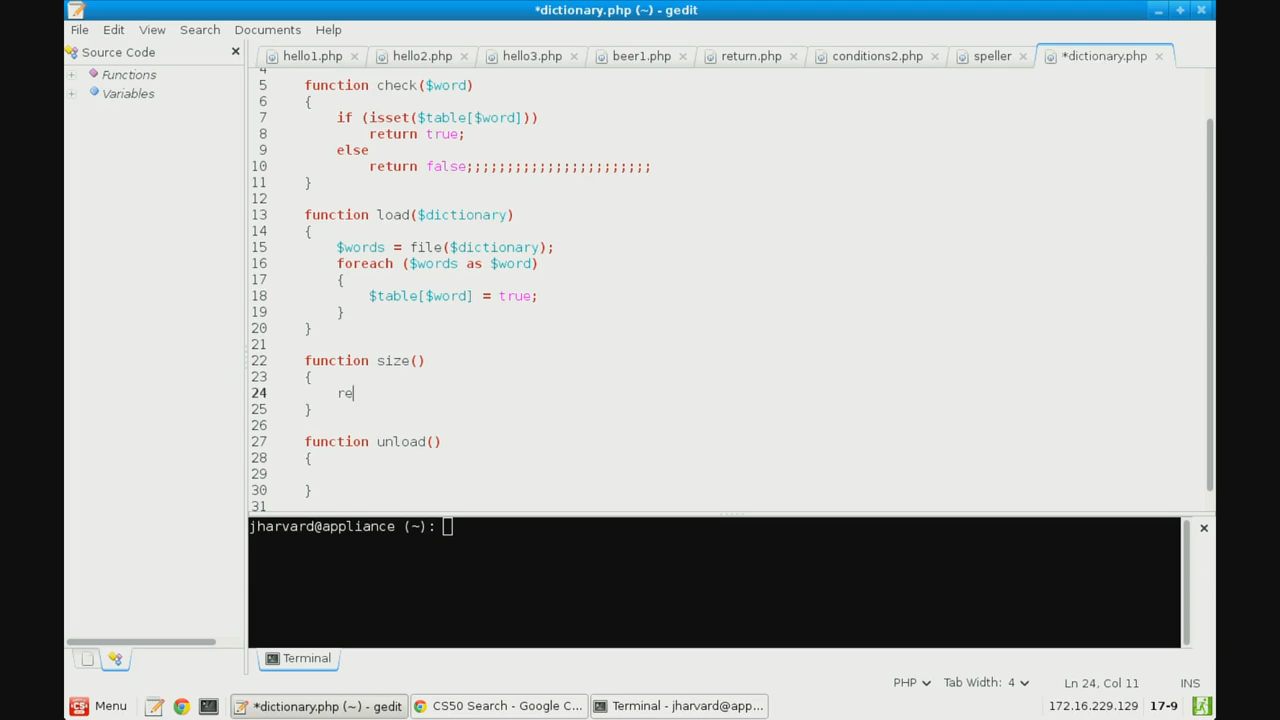 *dictionary.php (~) - gedit
File Edit View Search Documents Help
Source Code
hello1.php hello2.php hello3.php beer1.php return.php conditions2.php speller *dictionary.php
Functions
Variables
4
5 function check($word)
6 {
7 if (isset($table[$word]))
8 return true;
9 else
10 return false;;;;;;;;;;;;;;;;;;;;;;;
11 }
12
13 function load($dictionary)
14 {
15 $words = file($dictionary);
16 foreach ($words as $word)
17 {
18 $table[$word] = true;
19 }
20 }
21
22 function size()
23 {
24 re
25 }
26
27 function unload()
28 {
29
30 }
31
jharvard@appliance (~):
Terminal
PHP Tab Width: 4 Ln 24, Col 11 INS
Menu *dictionary.php (~) - gedit CS50 Search - Google C... Terminal - jharvard@app... 172.16.229.129 17-9